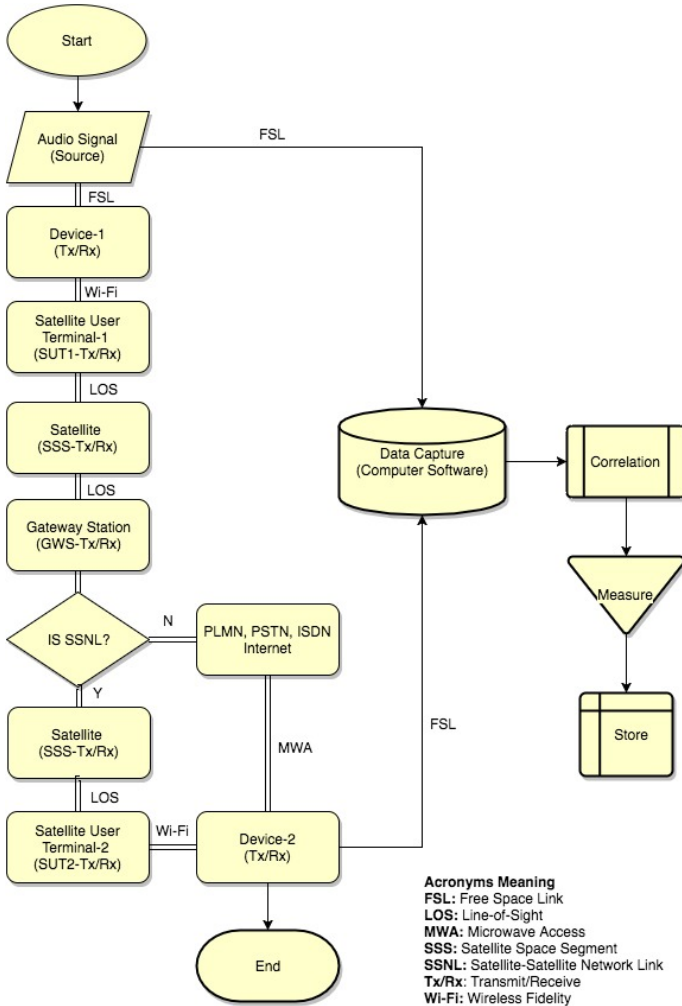 Start
Audio Signal
(Source)
FSL
FSL
Device-1
(Tx/Rx)
Wi-Fi
Satellite User
Terminal-1
(SUT1-Tx/Rx)
LOS
Satellite
(SSS-Tx/Rx)
LOS
Gateway Station
(GWS-Tx/Rx)
IS SSNL?
N
PLMN, PSTN, ISDN
Internet
Y
Satellite
(SSS-Tx/Rx)
MWA
LOS
Satellite User
Terminal-2
(SUT2-Tx/Rx)
Wi-Fi
Device-2
(Tx/Rx)
End
FSL
Data Capture
(Computer Software)
Correlation
Measure
Store
Acronyms Meaning
FSL: Free Space Link
LOS: Line-of-Sight
MWA: Microwave Access
SSS: Satellite Space Segment
SSNL: Satellite-Satellite Network Link
Tx/Rx: Transmit/Receive
Wi-Fi: Wireless Fidelity